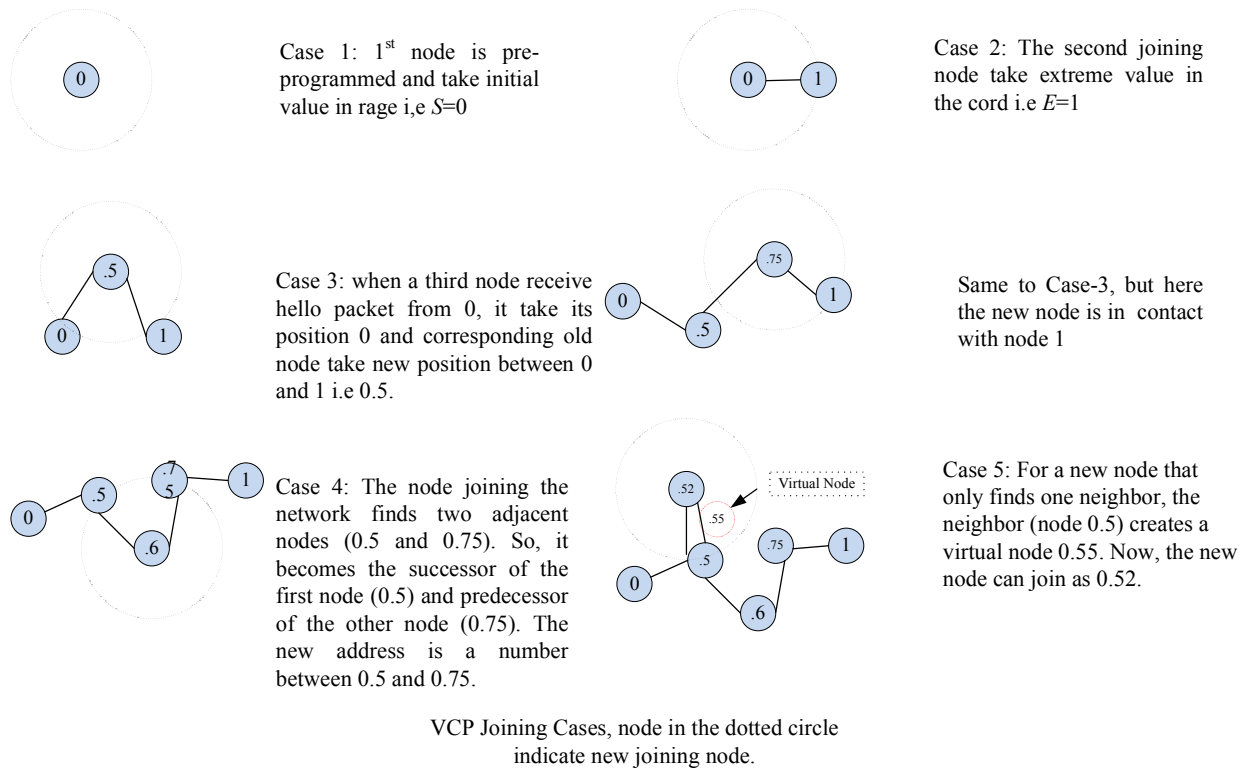 0
Case 1: 1st node is pre-
programmed and take initial
value in rage i,e S=0
0
1
Case 2: The second joining
node take extreme value in
the cord i.e E=1
.5
0
1
Case 3: when a third node receive
hello packet from 0, it take its
position 0 and corresponding old
node take new position between 0
and 1 i.e 0.5.
0
.5
.75
1
Same to Case-3, but here
the new node is in contact
with node 1
0
.5
.6
.7
5
1
Case 4: The node joining the
network finds two adjacent
nodes (0.5 and 0.75). So, it
becomes the successor of the
first node (0.5) and predecessor
of the other node (0.75). The
new address is a number
between 0.5 and 0.75.
.52
Virtual Node
.55
0
.5
.6
.75
1
Case 5: For a new node that
only finds one neighbor, the
neighbor (node 0.5) creates a
virtual node 0.55. Now, the new
node can join as 0.52.
VCP Joining Cases, node in the dotted circle
indicate new joining node.